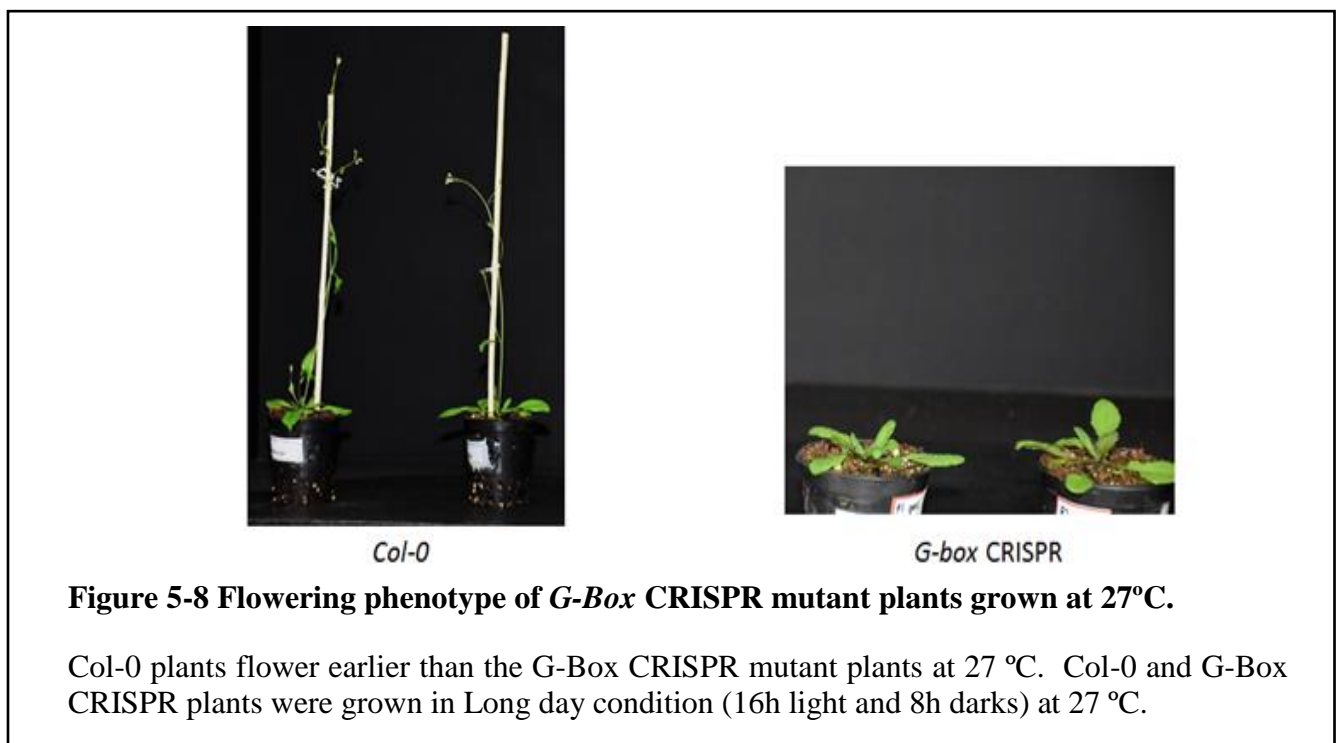 Col-0
G-box CRISPR
Figure 5-8 Flowering phenotype of G-Box CRISPR mutant plants grown at 27ºC.
Col-0 plants flower earlier than the G-Box CRISPR mutant plants at 27 ºC. Col-0 and G-Box
CRISPR plants were grown in Long day condition (16h light and 8h darks) at 27 ºC.